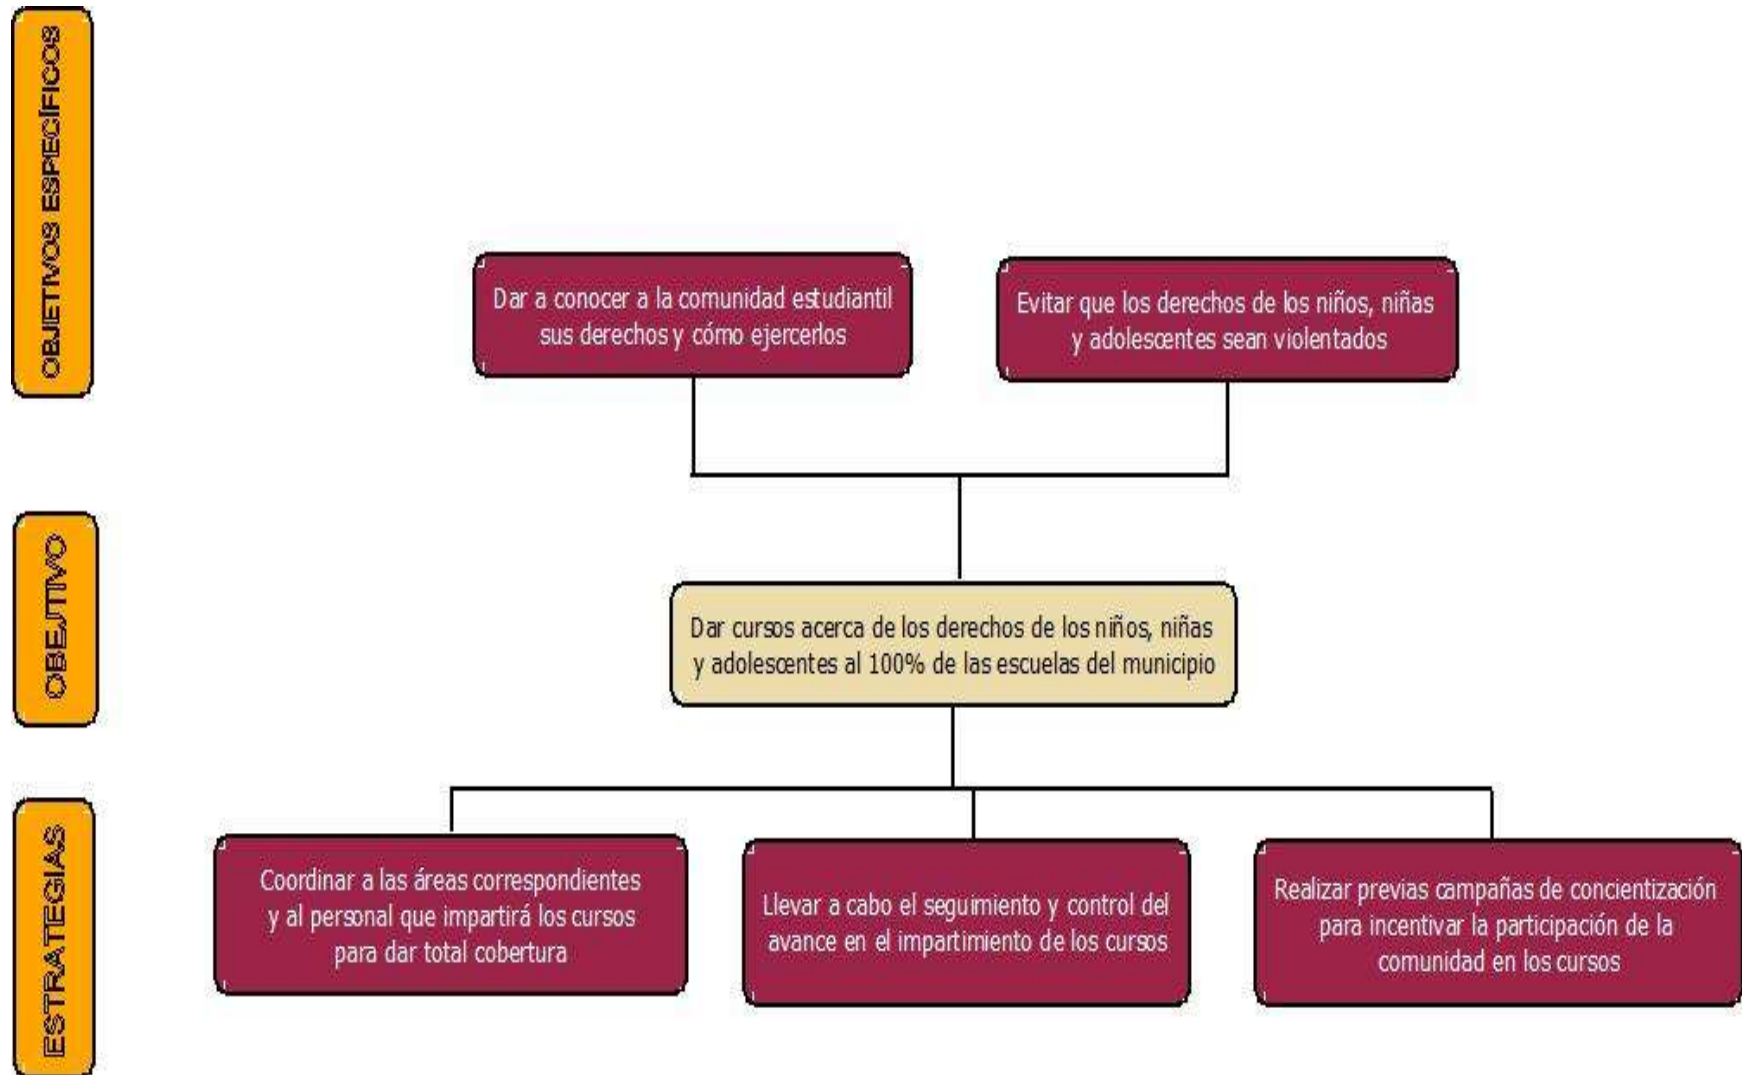 OBJETIVOS ESPECÍFICOS
Dar a conocer a la comunidad estudiantil
sus derechos y cómo ejercerlos
Evitar que los derechos de los niños, niñas
y adolescentes sean violentados
OBEJTIVO
Dar cursos acerca de los derechos de los niños, niñas
y adolescentes al 100% de las escuelas del municipio
ESTRATEGIAS
Coordinar a las áreas correspondientes
y al personal que impartirá los cursos
para dar total cobertura
Llevar a cabo el seguimiento y control del
avance en el impartimiento de los cursos
Realizar previas campañas de concientización
para incentivar la participación de la
comunidad en los cursos